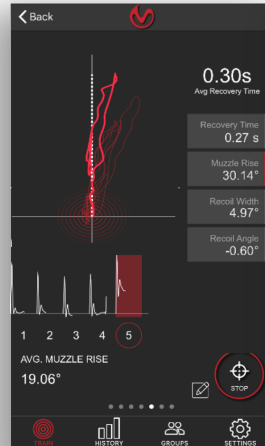 Back
0.30s
Avg Recovery Time
Recovery Time
0.27 s
Muzzle Rise
30.14°
Recoil Width
4.97°
Recoil Angle
-0.60°
1 2 3 4 5
AVG. MUZZLE RISE
19.06°
STOP
TRAIN HISTORY GROUPS SETTINGS